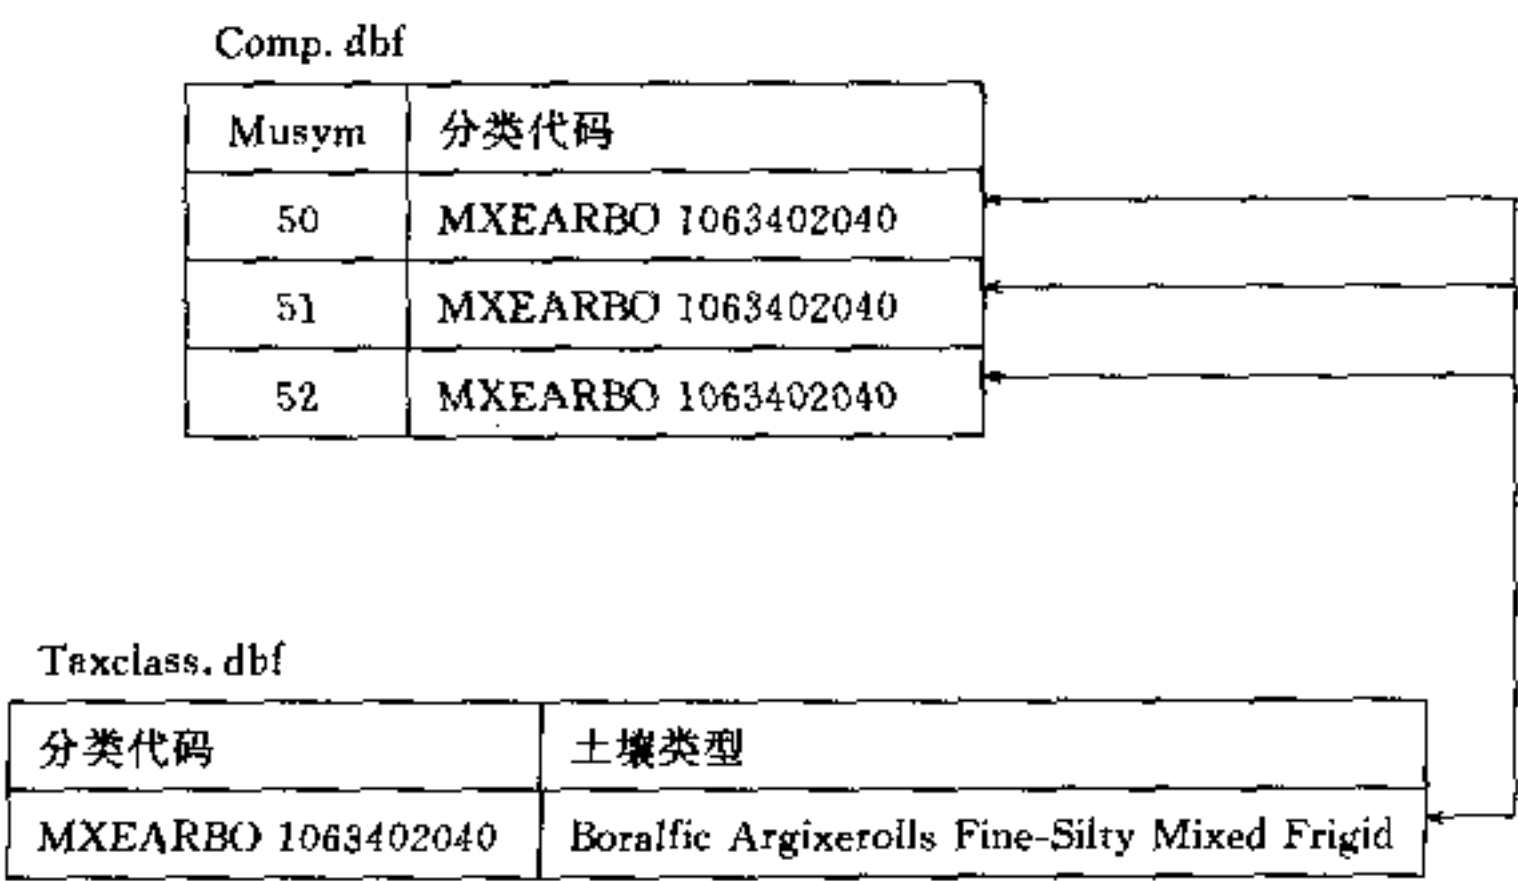 Comp. dbf
Musym 分类代码
50 MXEARBO 1063402040
51 MXEARBO 1063402040
52 MXEARBO 1063402040
Taxclass. dbf
分类代码 土壤类型
MXEARBO 1063402040 Boralfic Argixerolls Fine-Silty Mixed Frigid